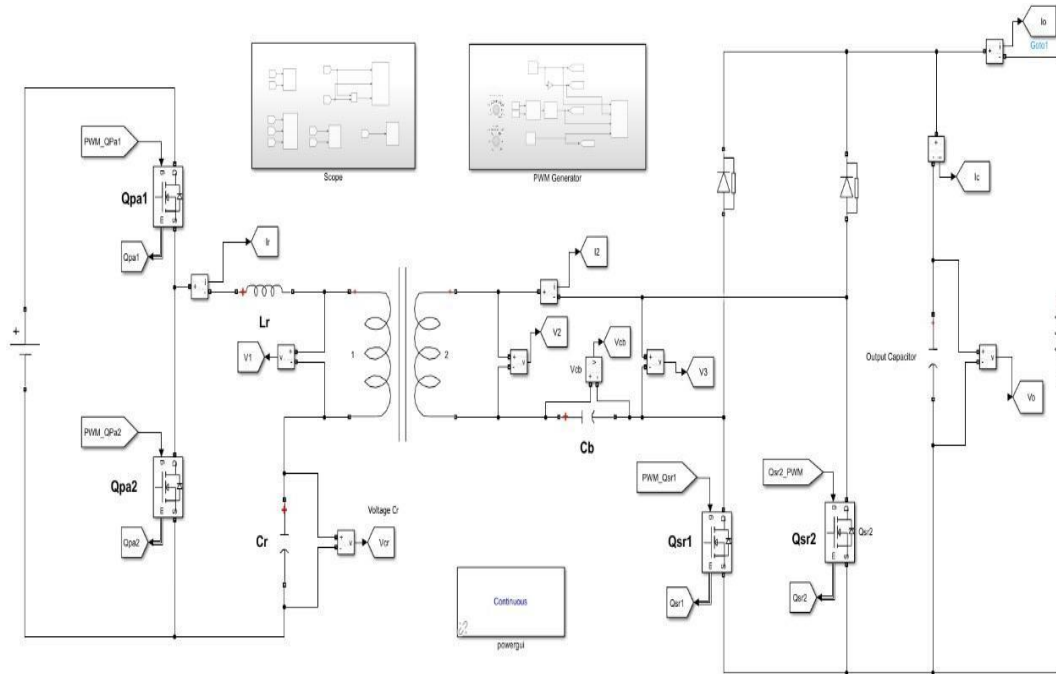 Io
Goto1
PWM_QPa1
Scope
PWM Generator
Qpa1
Ic
Qpa1
Ir
I2
Lr
V1
1
2
V2
Vcb
Vcb
V3
Output Capacitor
Vo
PWM_QPa2
Cb
Qpa2
PWM_Qsr1
Qsr2_PWM
Voltage Cr
Qpa2
Cr
Vcr
Qsr1
Qsr2
Qsr2
Continuous
Qsr1
Qsr2
powergui